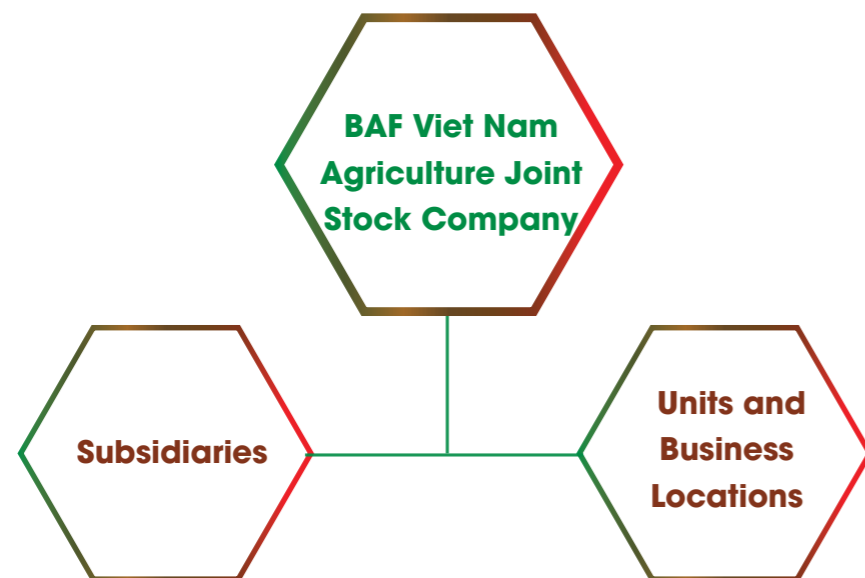 BAF Viet Nam
Agriculture Joint
Stock Company
Subsidiaries
Units and
Business
Locations